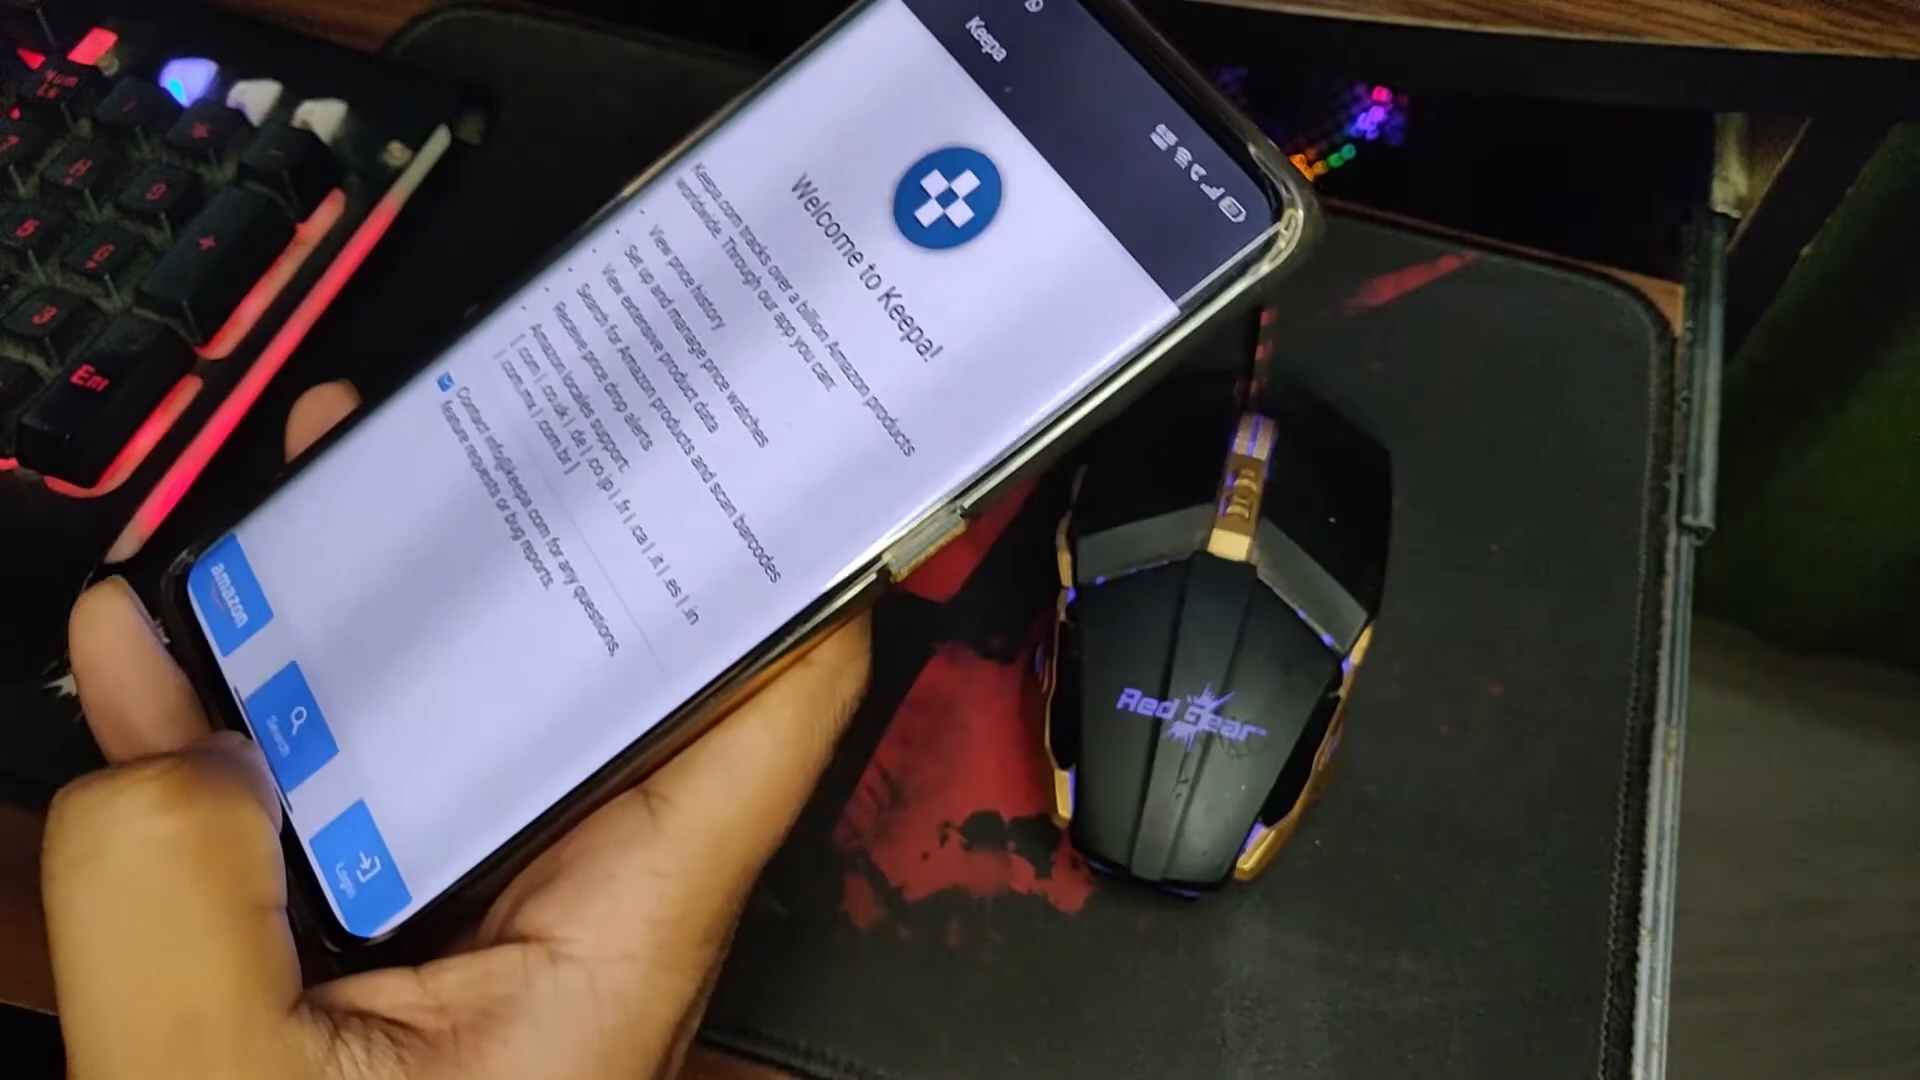 Keepa
Welcome to Keepa!
Keepa.com tracks over a billion Amazon products
worldwide. Through our app you can:
- View price history
- Set up and manage price watches
- View extensive product data
- Search for Amazon products and scan barcodes
- Receive price drop alerts
- Amazon locales support:
[ .com | .co.uk | .de | .co.jp | .fr | .ca | .it | .es | .in
| .com.mx | .com.br ]
Contact info@keepa.com for any questions,
feature requests or bug reports.
amazon
Search
Login
Red Gear
Num
Lk
9
+
5
6
3
Ent